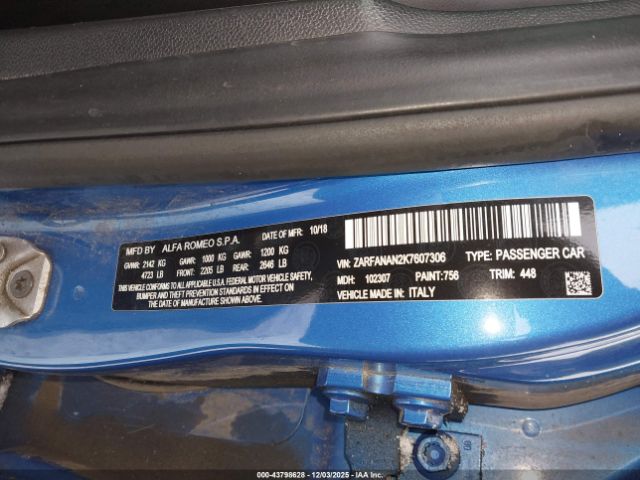 MFD BY ALFA ROMEO S.P.A. DATE OF MFR: 10/18
GVWR: 2142 KG GAWR: 1000 KG GAWR: 1200 KG
4723 LB FRONT: 2205 LB REAR: 2646 LB
THIS VEHICLE CONFORMS TO ALL APPLICABLE U.S.A. FEDERAL MOTOR VEHICLE SAFETY,
BUMPER AND THEFT PREVENTION STANDARDS IN EFFECT ON
THE DATE OF MANUFACTURE SHOWN ABOVE
VIN: ZARFANAN2K7607306 TYPE: PASSENGER CAR
MDH: 102307 PAINT: 756 TRIM: 448
VEHICLE MADE IN: ITALY
000-43798628 - 12/03/2025 - IAAI, Inc. - Copyright